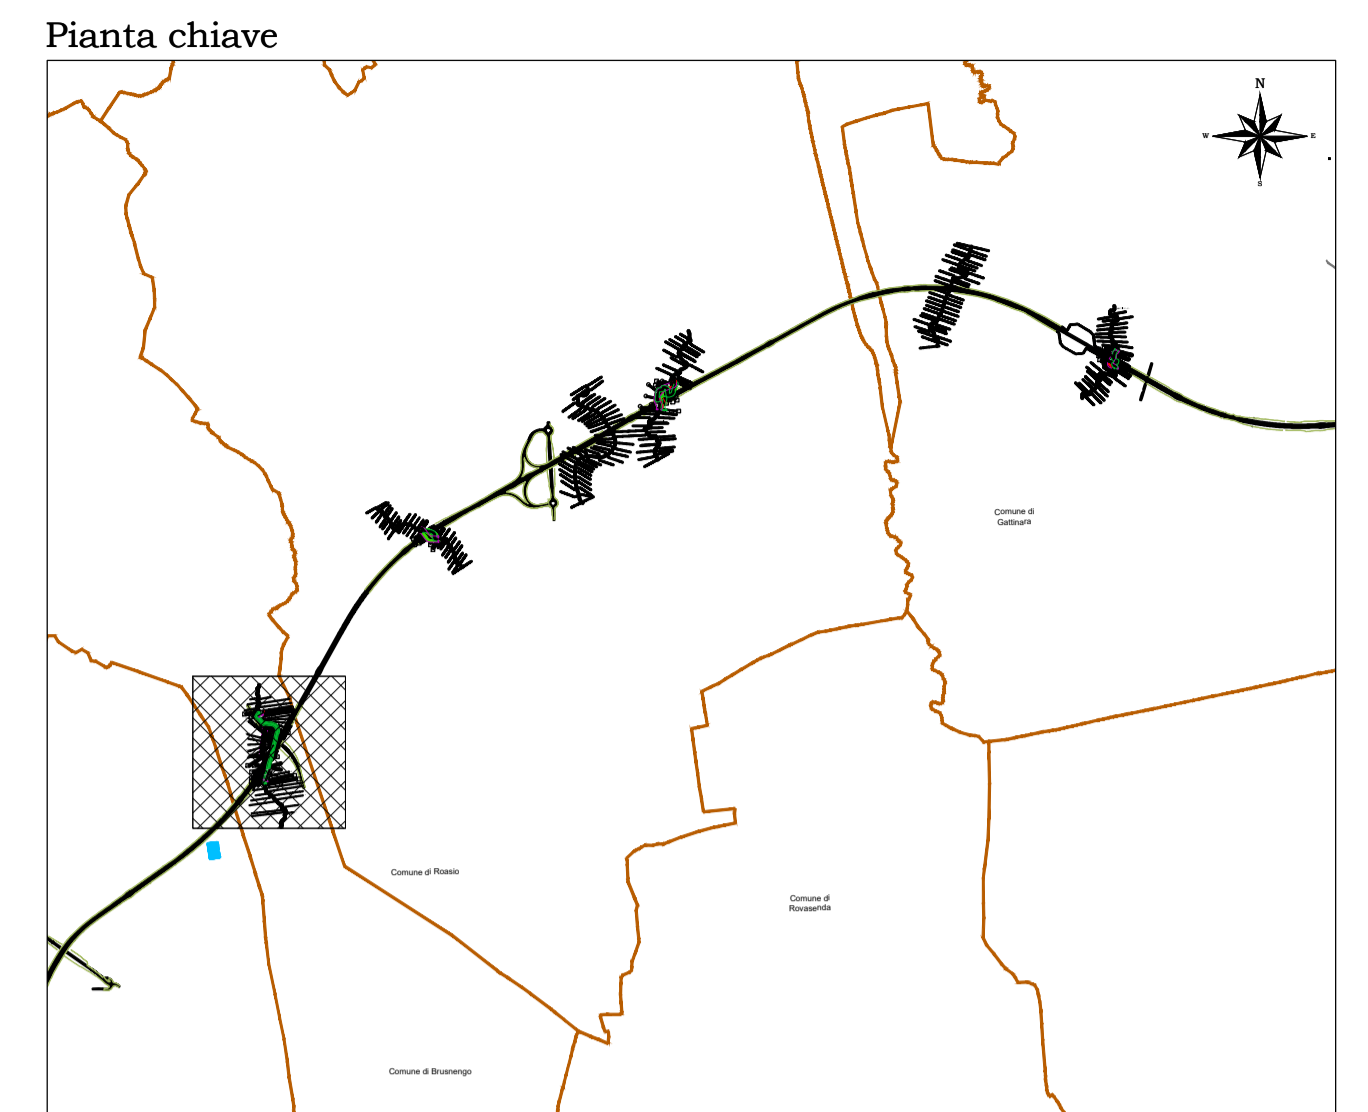 Pianta chiave
N
W
E
S
Comune di
Gattinara
Comune di Roasio
Comune di
Rovasenda
Comune di Brusnengo